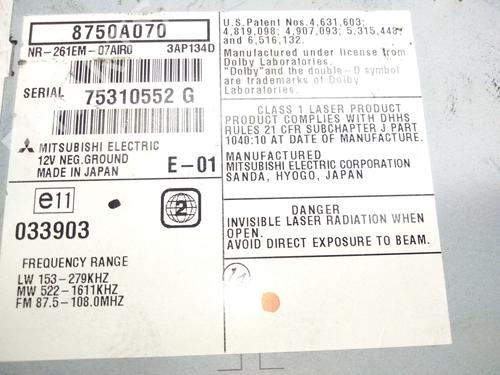 8750A070
NR-261EM-07AIR0 3AP134D
SERIAL 75310552 G
MITSUBISHI ELECTRIC
12V NEG.GROUND
MADE IN JAPAN E-01
e11
2
033903
FREQUENCY RANGE
LW 153-279KHZ
MW 522-1611KHZ
FM 87.5-108.0MHZ
U.S.Patent Nos.4,631,603;
4,819,098; 4,907,093; 5,315,448
and 6,516,132.
Manufactured under license from
Dolby Laboratories.
"Dolby" and the double-D symbol
are trademarks of Dolby
Laboratories.
CLASS 1 LASER PRODUCT
PRODUCT COMPLIES WITH DHHS
RULES 21 CFR SUBCHAPTER J PART
1040:10 AT DATE OF MANUFACTURE.
MANUFACTURED
MITSUBISHI ELECTRIC CORPORATION
SANDA, HYOGO, JAPAN
DANGER
INVISIBLE LASER RADIATION WHEN
OPEN.
AVOID DIRECT EXPOSURE TO BEAM.